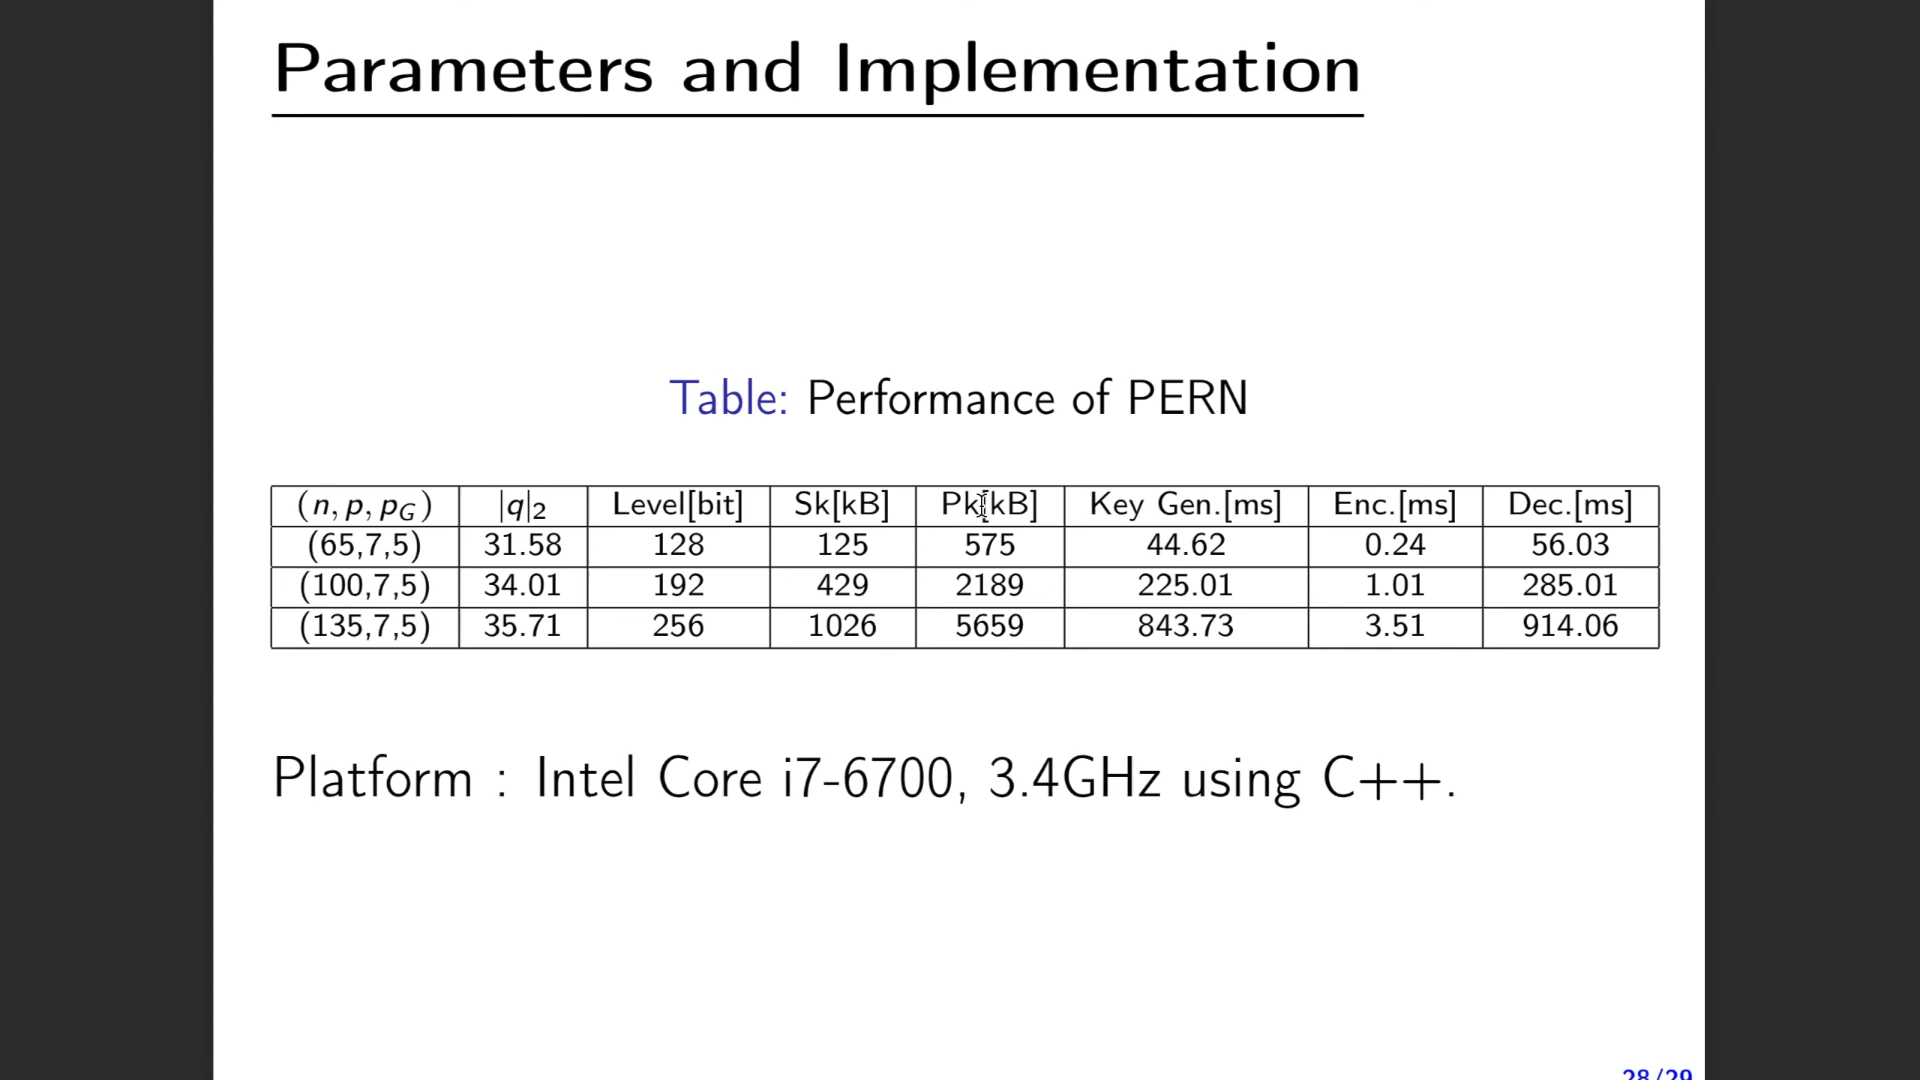 Parameters and Implementation
Table: Performance of PERN
(n, p, p_G) |q|_2 Level[bit] Sk[kB] Pk[kB] Key Gen.[ms] Enc.[ms] Dec.[ms]
(65,7,5) 31.58 128 125 575 44.62 0.24 56.03
(100,7,5) 34.01 192 429 2189 225.01 1.01 285.01
(135,7,5) 35.71 256 1026 5659 843.73 3.51 914.06
Platform : Intel Core i7-6700, 3.4GHz using C++.
28/29